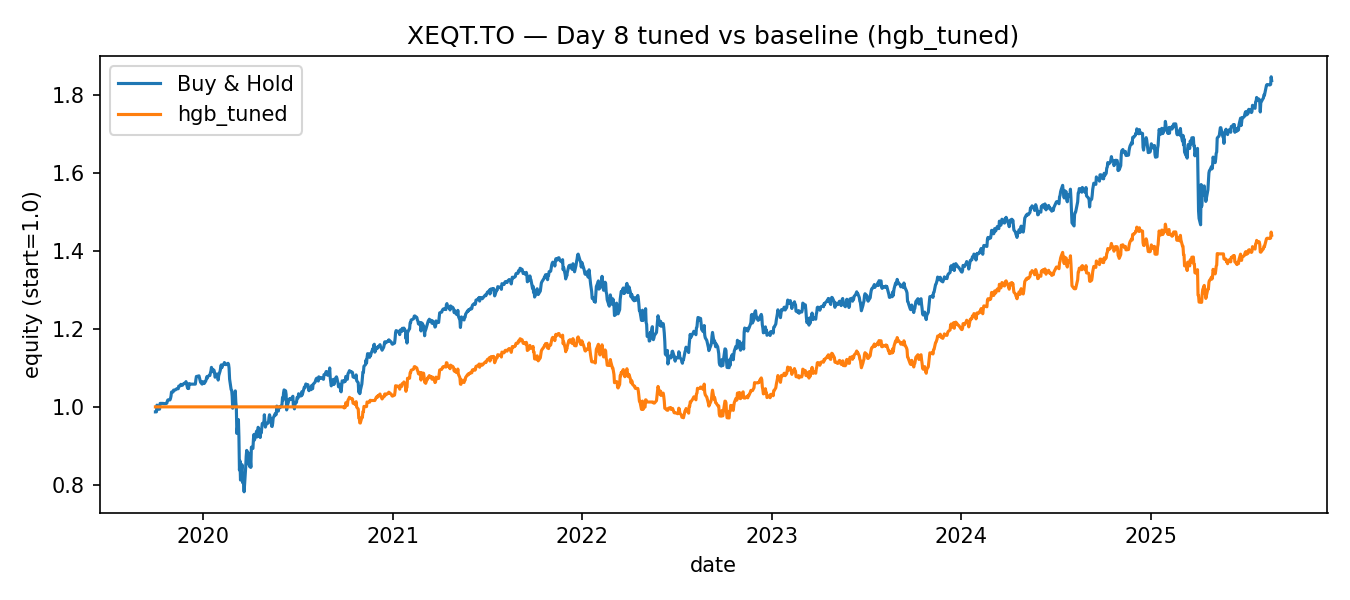 XEQT.TO — Day 8 tuned vs baseline (hgb_tuned)
Buy & Hold
hgb_tuned
equity (start=1.0)
1.8
1.6
1.4
1.2
1.0
0.8
2020 2021 2022 2023 2024 2025
date